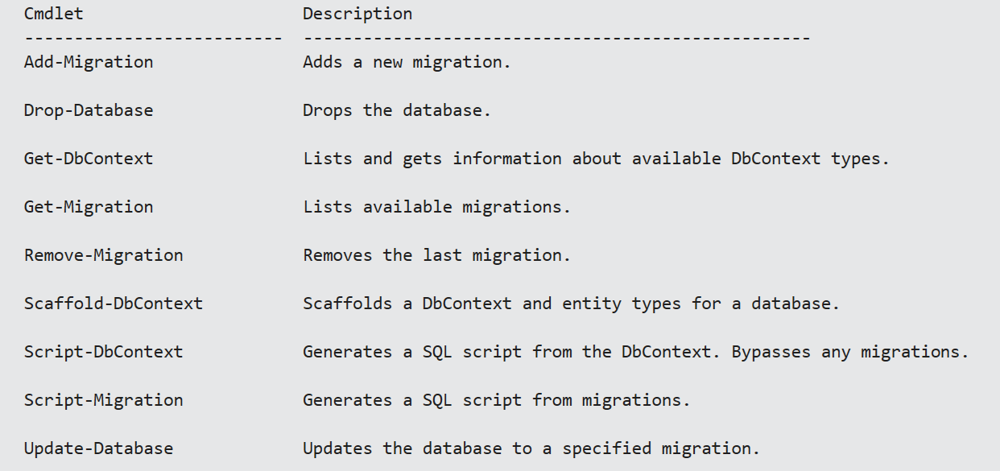 Cmdlet                      Description
--------------------------  ---------------------------------------------------
Add-Migration               Adds a new migration.
Drop-Database               Drops the database.
Get-DbContext               Lists and gets information about available DbContext types.
Get-Migration               Lists available migrations.
Remove-Migration            Removes the last migration.
Scaffold-DbContext          Scaffolds a DbContext and entity types for a database.
Script-DbContext            Generates a SQL script from the DbContext. Bypasses any migrations.
Script-Migration            Generates a SQL script from migrations.
Update-Database             Updates the database to a specified migration.